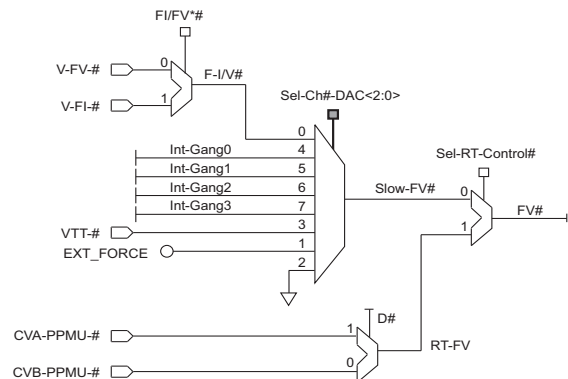 FI/FV*#
V-FV-#
0
F-I/V#
V-FI-#
1
Sel-Ch#-DAC<2:0>
0
Int-Gang0
4
Int-Gang1
5
Int-Gang2
6
Int-Gang3
7
VTT-#
3
EXT_FORCE
1
2
Slow-FV#
Sel-RT-Control#
0
FV#
1
D#
CVA-PPMU-#
1
RT-FV
CVB-PPMU-#
0